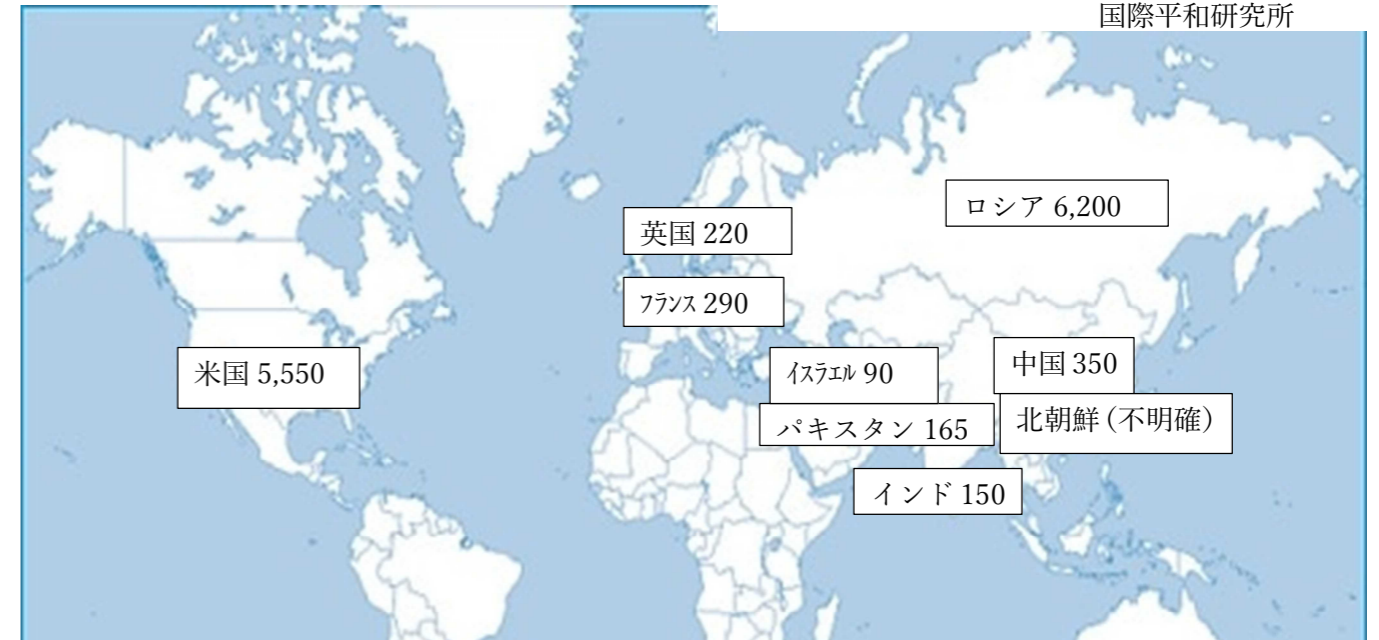 国際平和研究所
ロシア 6,200
英国 220
フランス 290
米国 5,550
イスラエル 90
中国 350
パキスタン 165
北朝鮮（不明確）
インド 150